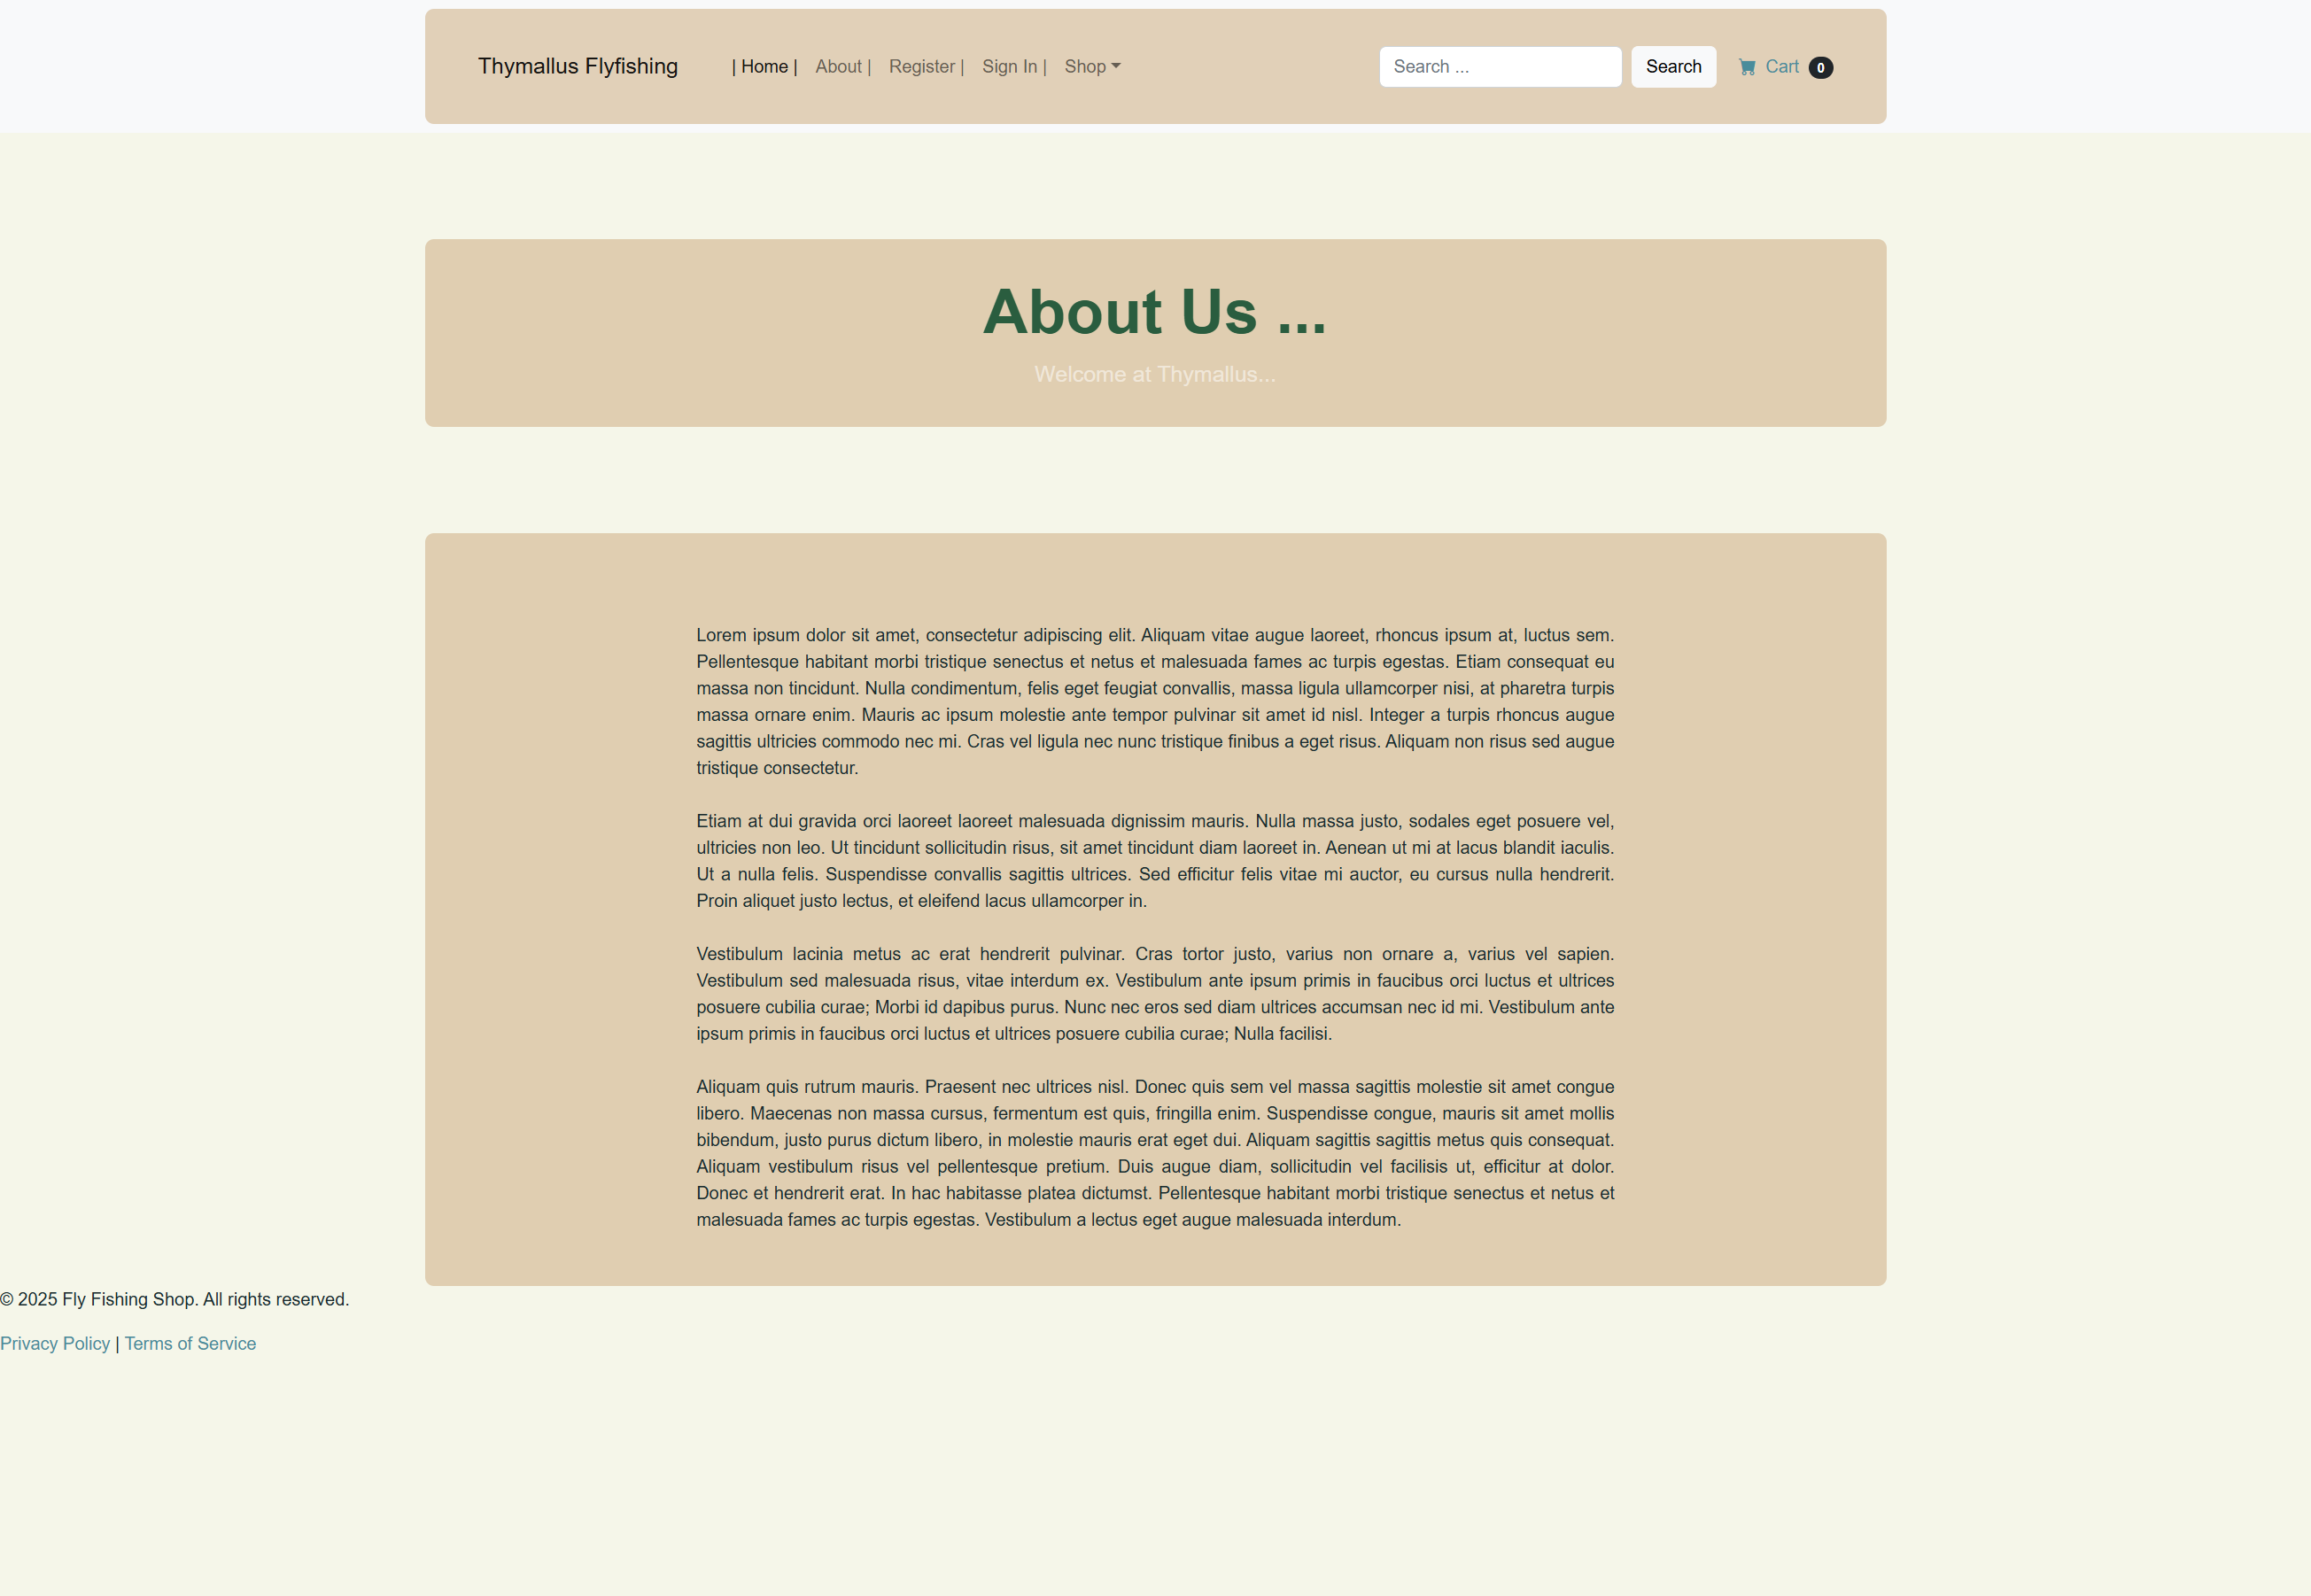 Thymallus Flyfishing | Home | About | Register | Sign In | Shop Search ... Search Cart 0
About Us ...
Welcome at Thymallus...
Lorem ipsum dolor sit amet, consectetur adipiscing elit. Aliquam vitae augue laoreet, rhoncus ipsum at, luctus sem.
Pellentesque habitant morbi tristique senectus et netus et malesuada fames ac turpis egestas. Etiam consequat eu
massa non tincidunt. Nulla condimentum, felis eget feugiat convallis, massa ligula ullamcorper nisi, at pharetra turpis
massa ornare enim. Mauris ac ipsum molestie ante tempor pulvinar sit amet id nisl. Integer a turpis rhoncus augue
sagittis ultricies commodo nec mi. Cras vel ligula nec nunc tristique finibus a eget risus. Aliquam non risus sed augue
tristique consectetur.
Etiam at dui gravida orci laoreet laoreet malesuada dignissim mauris. Nulla massa justo, sodales eget posuere vel,
ultricies non leo. Ut tincidunt sollicitudin risus, sit amet tincidunt diam laoreet in. Aenean ut mi at lacus blandit iaculis.
Ut a nulla felis. Suspendisse convallis sagittis ultrices. Sed efficitur felis vitae mi auctor, eu cursus nulla hendrerit.
Proin aliquet justo lectus, et eleifend lacus ullamcorper in.
Vestibulum lacinia metus ac erat hendrerit pulvinar. Cras tortor justo, varius non ornare a, varius vel sapien.
Vestibulum sed malesuada risus, vitae interdum ex. Vestibulum ante ipsum primis in faucibus orci luctus et ultrices
posuere cubilia curae; Morbi id dapibus purus. Nunc nec eros sed diam ultrices accumsan nec id mi. Vestibulum ante
ipsum primis in faucibus orci luctus et ultrices posuere cubilia curae; Nulla facilisi.
Aliquam quis rutrum mauris. Praesent nec ultrices nisl. Donec quis sem vel massa sagittis molestie sit amet congue
libero. Maecenas non massa cursus, fermentum est quis, fringilla enim. Suspendisse congue, mauris sit amet mollis
bibendum, justo purus dictum libero, in molestie mauris erat eget dui. Aliquam sagittis sagittis metus quis consequat.
Aliquam vestibulum risus vel pellentesque pretium. Duis augue diam, sollicitudin vel facilisis ut, efficitur at dolor.
Donec et hendrerit erat. In hac habitasse platea dictumst. Pellentesque habitant morbi tristique senectus et netus et
malesuada fames ac turpis egestas. Vestibulum a lectus eget augue malesuada interdum.
© 2025 Fly Fishing Shop. All rights reserved.
Privacy Policy | Terms of Service